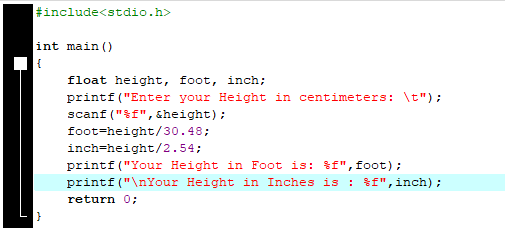 #include<stdio.h>
int main()
{
float height, foot, inch;
printf("Enter your Height in centimeters: \t");
scanf("%f",&height);
foot=height/30.48;
inch=height/2.54;
printf("Your Height in Foot is: %f",foot);
printf("\nYour Height in Inches is : %f",inch);
return 0;
}